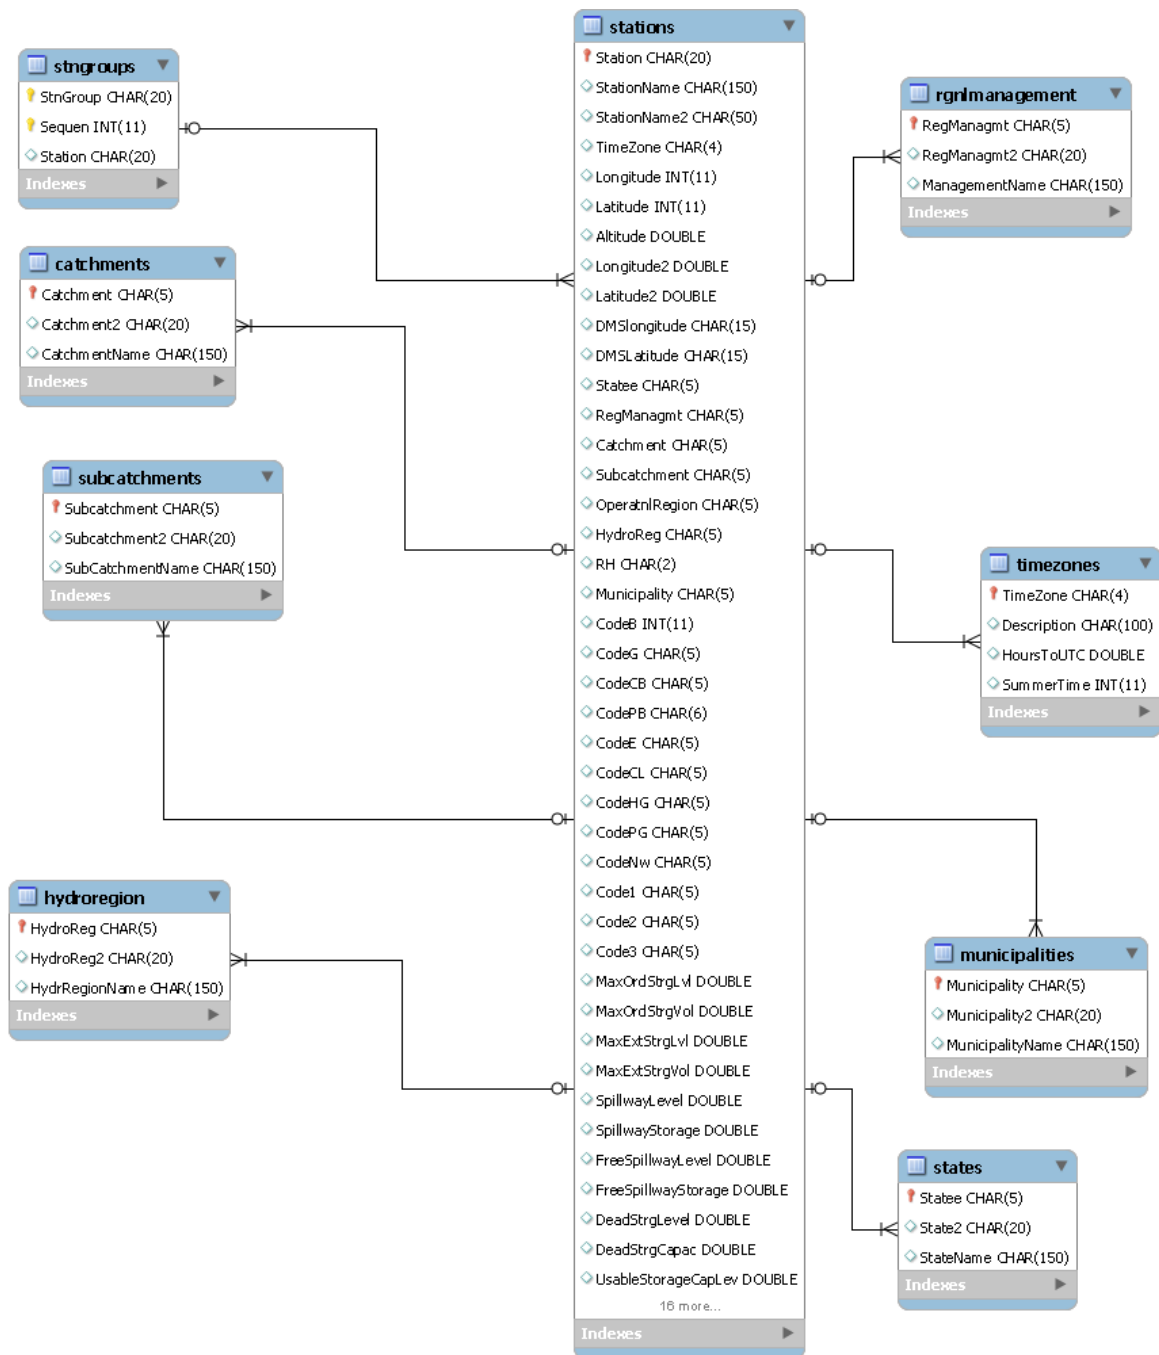 stngroups
StnGroup CHAR(20)
Sequen INT(11)
Station CHAR(20)
Indexes
catchments
Catchment CHAR(5)
Catchment2 CHAR(20)
CatchmentName CHAR(150)
Indexes
subcatchments
Subcatchment CHAR(5)
Subcatchment2 CHAR(20)
SubCatchmentName CHAR(150)
Indexes
hydroregion
HydroReg CHAR(5)
HydroReg2 CHAR(20)
HydrRegionName CHAR(150)
Indexes
stations
Station CHAR(20)
StationName CHAR(150)
StationName2 CHAR(50)
TimeZone CHAR(4)
Longitude INT(11)
Latitude INT(11)
Altitude DOUBLE
Longitude2 DOUBLE
Latitude2 DOUBLE
DMSlongitude CHAR(15)
DMSLatitude CHAR(15)
Statee CHAR(5)
RegManagmt CHAR(5)
Catchment CHAR(5)
Subcatchment CHAR(5)
OperatnlRegion CHAR(5)
HydroReg CHAR(5)
RH CHAR(2)
Municipality CHAR(5)
CodeB INT(11)
CodeG CHAR(5)
CodeCB CHAR(5)
CodePB CHAR(6)
CodeE CHAR(5)
CodeCL CHAR(5)
CodeHG CHAR(5)
CodePG CHAR(5)
CodeNw CHAR(5)
Code1 CHAR(5)
Code2 CHAR(5)
Code3 CHAR(5)
MaxOrdStrgLvl DOUBLE
MaxOrdStrgVol DOUBLE
MaxExtStrgLvl DOUBLE
MaxExtStrgVol DOUBLE
SpillwayLevel DOUBLE
SpillwayStorage DOUBLE
FreeSpillwayLevel DOUBLE
FreeSpillwayStorage DOUBLE
DeadStrgLevel DOUBLE
DeadStrgCapac DOUBLE
UsableStorageCapLev DOUBLE
16 more...
Indexes
rgnlmanagement
RegManagmt CHAR(5)
RegManagmt2 CHAR(20)
ManagementName CHAR(150)
Indexes
timezones
TimeZone CHAR(4)
Description CHAR(100)
HoursToUTC DOUBLE
SummerTime INT(11)
Indexes
municipalities
Municipality CHAR(5)
Municipality2 CHAR(20)
MunicipalityName CHAR(150)
Indexes
states
Statee CHAR(5)
State2 CHAR(20)
StateName CHAR(150)
Indexes